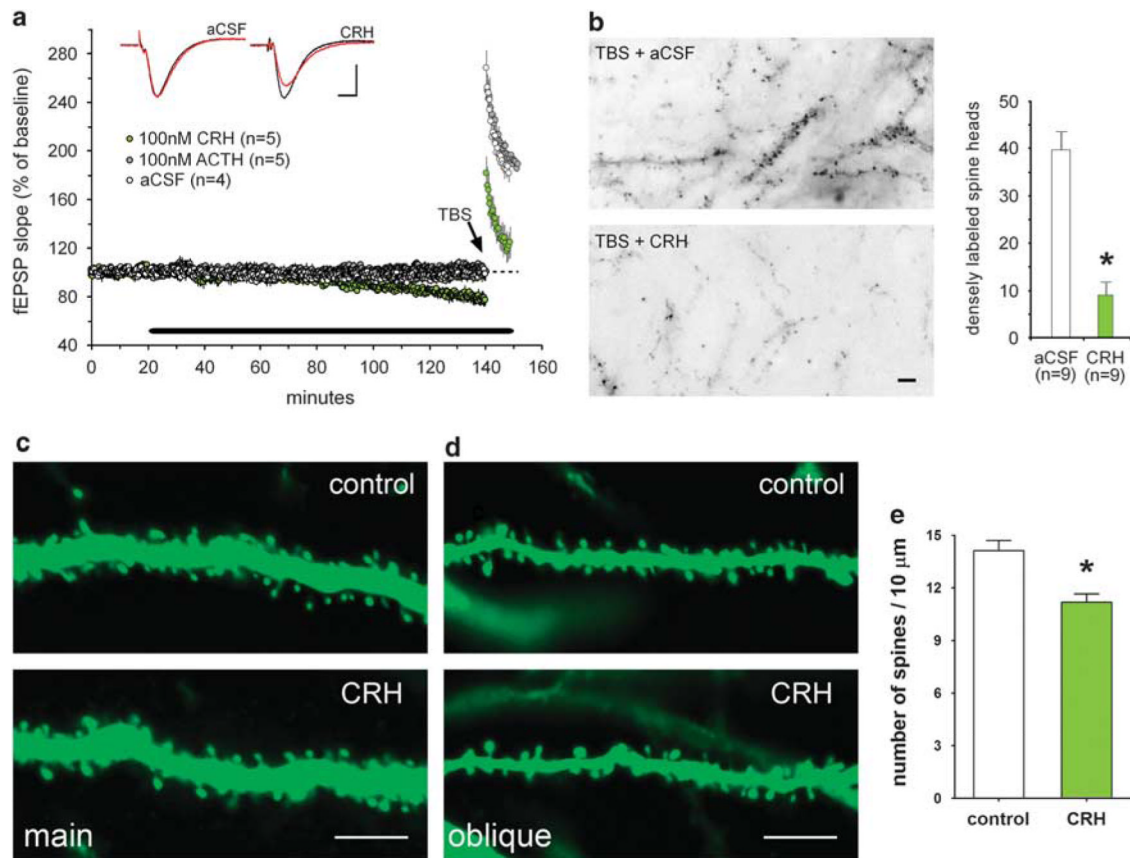 a
aCSF
CRH
fEPSP slope (% of baseline)
280
240
200
160
120
100
80
40
100nM CRH (n=5)
100nM ACTH (n=5)
aCSF (n=4)
TBS
0 20 40 60 80 100 120 140 160
minutes
b
TBS + aCSF
TBS + CRH
densely labeled spine heads
50
40
30
20
10
0
*
aCSF CRH
(n=9) (n=9)
c
control
CRH
main
d
control
CRH
oblique
e
number of spines / 10 μm
15
12
9
6
3
0
*
control CRH